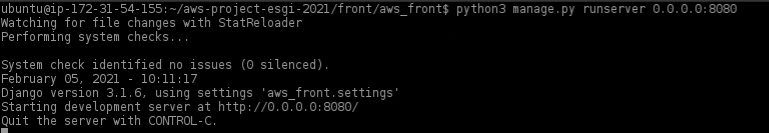 ubuntu@ip-172-31-54-155:~/aws-project-esgi-2021/front/aws_front$ python3 manage.py runserver 0.0.0.0:8080
Watching for file changes with StatReloader
Performing system checks...
System check identified no issues (0 silenced).
February 05, 2021 - 10:11:17
Django version 3.1.6, using settings 'aws_front.settings'
Starting development server at http://0.0.0.0:8080/
Quit the server with CONTROL-C.